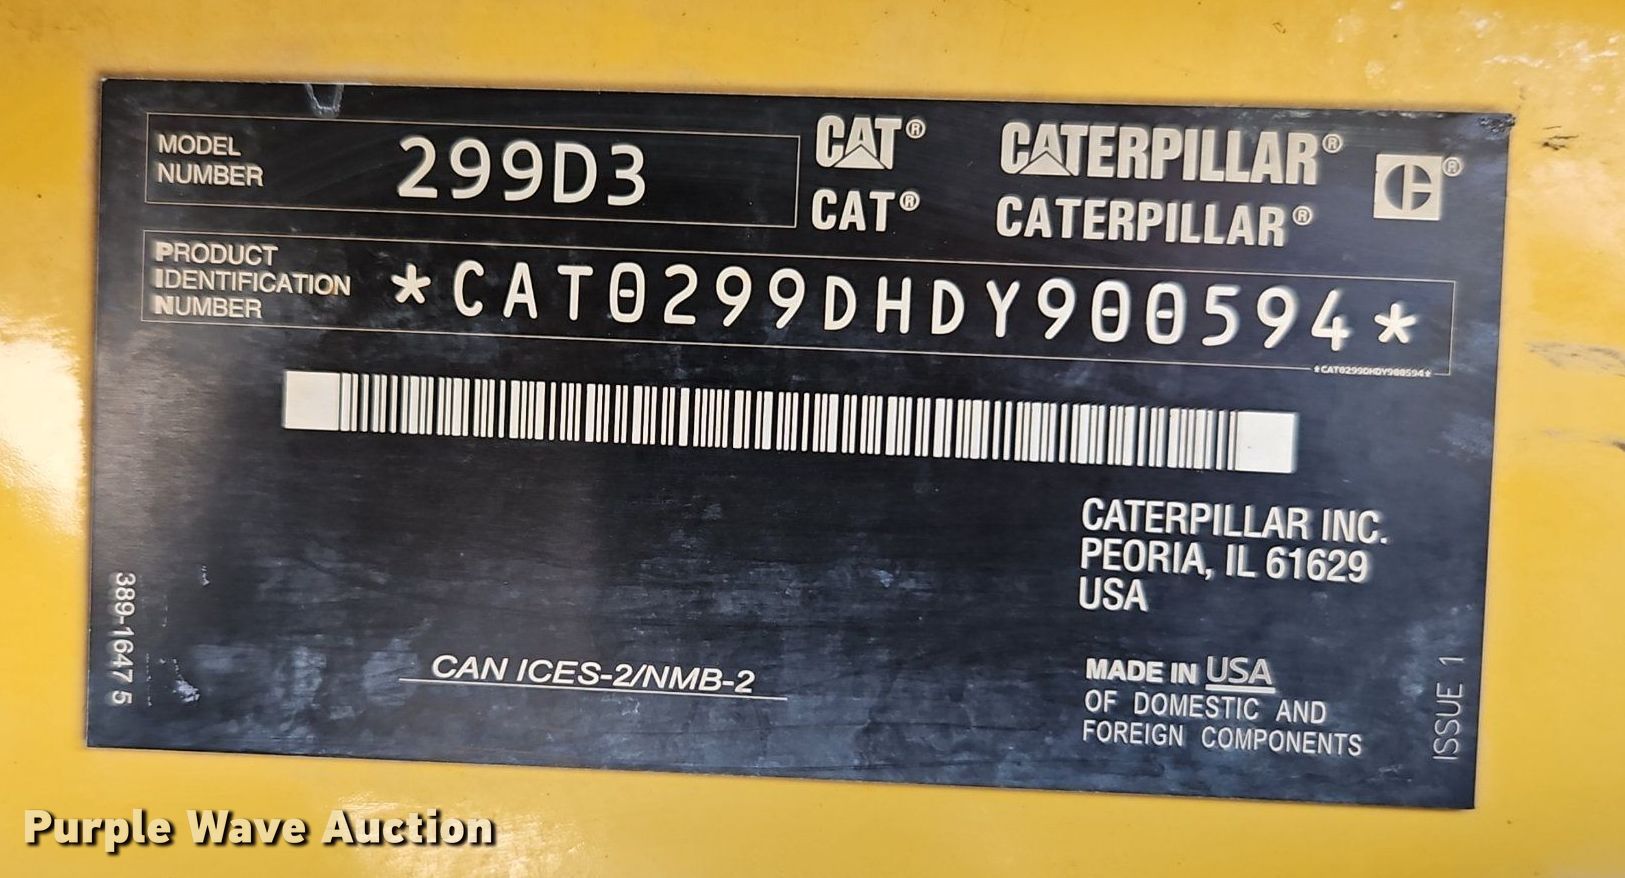 MODEL NUMBER 299D3
CAT® CATERPILLAR® C®
CAT® CATERPILLAR®
PRODUCT IDENTIFICATION NUMBER *CAT0299DHDY900594*
*CAT0299DHDY900594*
CATERPILLAR INC.
PEORIA, IL 61629
USA
389-1647 5
CAN ICES-2/NMB-2
MADE IN USA
OF DOMESTIC AND
FOREIGN COMPONENTS
ISSUE 1
Purple Wave Auction